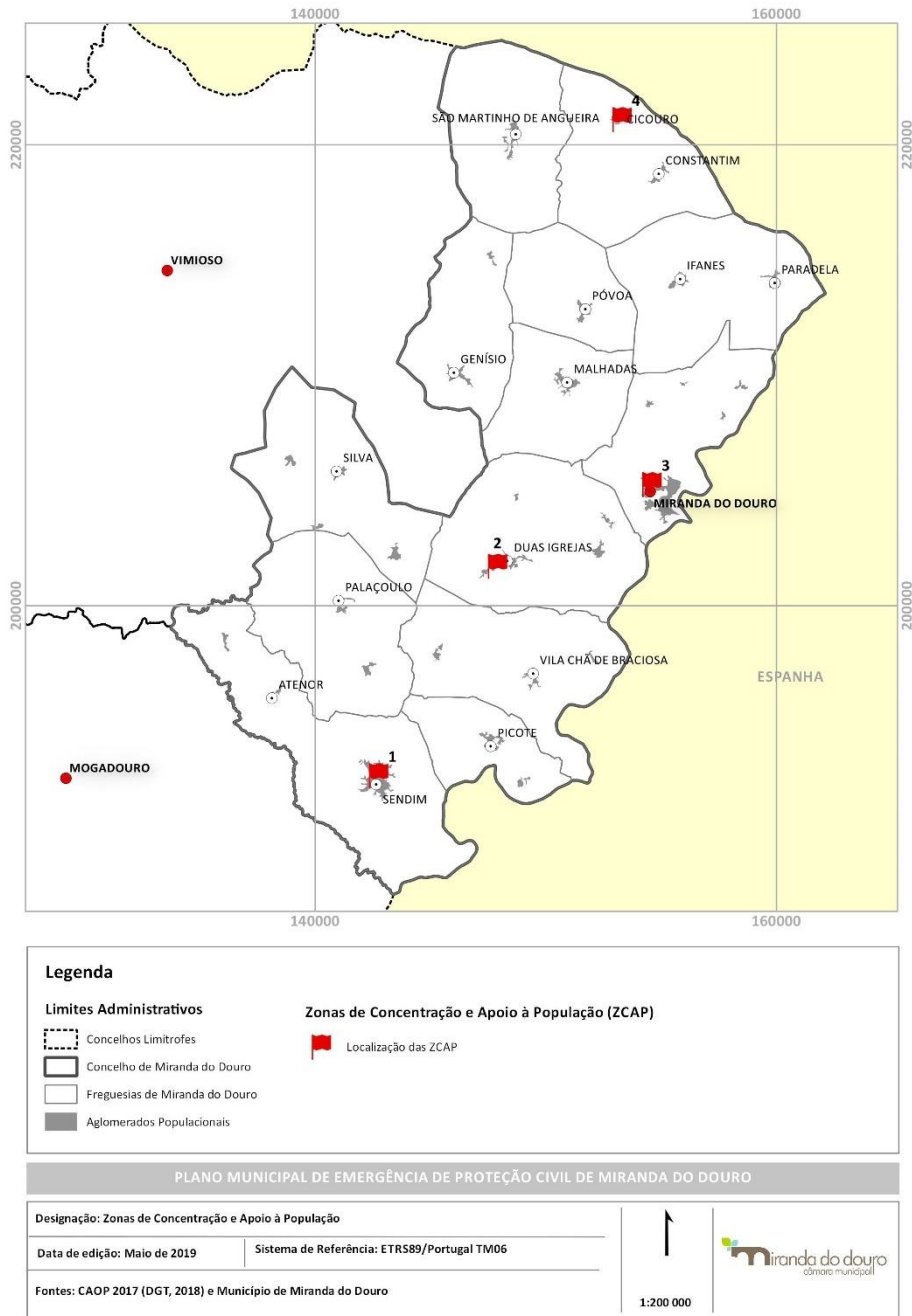 140000
160000
4
SÃO MARTINHO DE ANGUEIRA
CICOURO
220000
220000
CONSTANTIM
VIMIOSO
IFANES
PARADELA
PÓVOA
GENÍSIO
MALHADAS
SILVA
3
MIRANDA DO DOURO
2
DUAS IGREJAS
PALAÇOULO
200000
200000
VILA CHÃ DE BRACIOSA
ESPANHA
ATENOR
PICOTE
MOGADOURO
1
SENDIM
140000
160000
Legenda
Limites Administrativos
Concelhos Limítrofes
Concelho de Miranda do Douro
Freguesias de Miranda do Douro
Aglomerados Populacionais
Zonas de Concentração e Apoio à População (ZCAP)
Localização das ZCAP
PLANO MUNICIPAL DE EMERGÊNCIA DE PROTEÇÃO CIVIL DE MIRANDA DO DOURO
Designação: Zonas de Concentração e Apoio à População
Data de edição: Maio de 2019
Sistema de Referência: ETRS89/Portugal TM06
Fontes: CAOP 2017 (DGT, 2018) e Município de Miranda do Douro
1:200 000
miranda do douro
câmara municipal